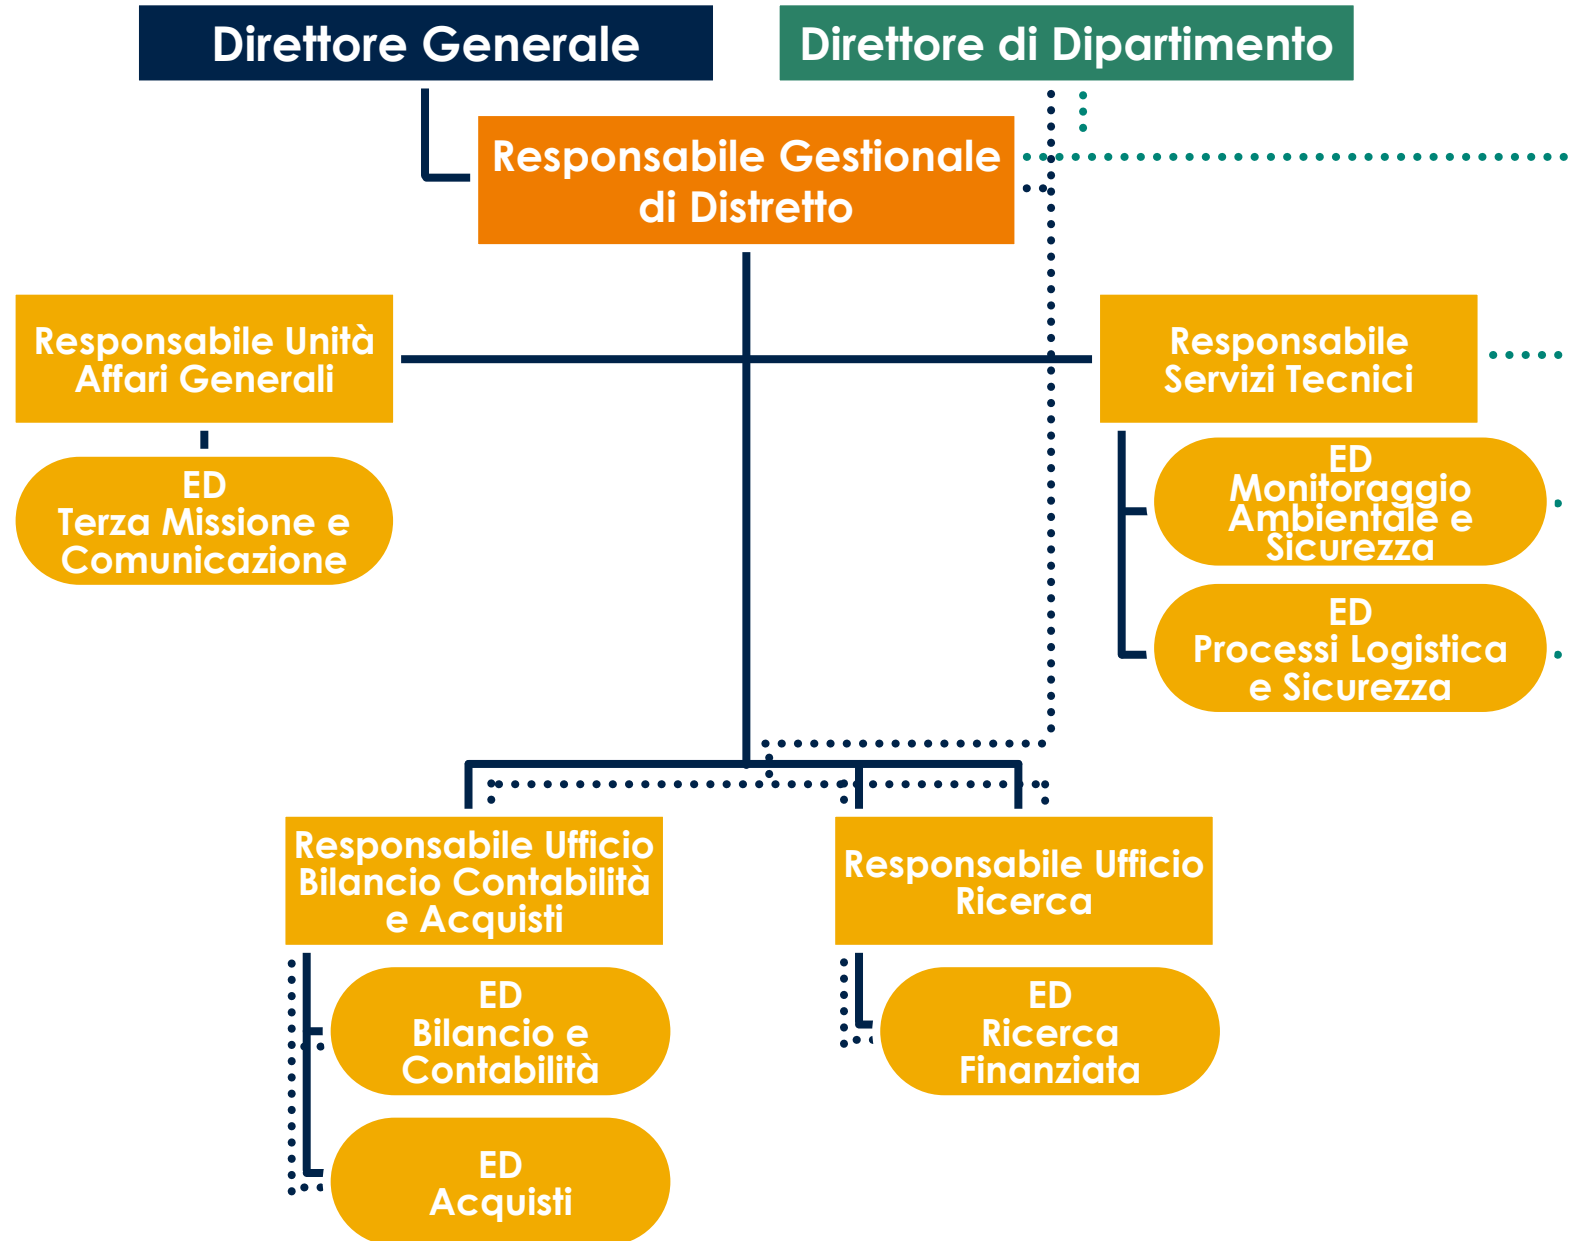 Direttore Generale
Direttore di Dipartimento
Responsabile Gestionale
di Distretto
Responsabile Unità
Affari Generali
Responsabile
Servizi Tecnici
ED
Terza Missione e
Comunicazione
ED
Monitoraggio
Ambientale e
Sicurezza
ED
Processi Logistica
e Sicurezza
Responsabile Ufficio
Bilancio Contabilità
e Acquisti
Responsabile Ufficio
Ricerca
ED
Bilancio e
Contabilità
ED
Ricerca
Finanziata
ED
Acquisti